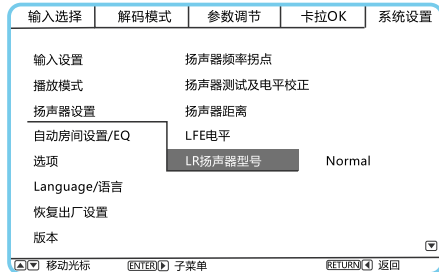 输入选择 解码模式 参数调节 卡拉OK 系统设置
输入设置 扬声器频率拐点
播放模式 扬声器测试及电平校正
扬声器设置 扬声器距离
自动房间设置/EQ LFE电平
选项 LR扬声器型号 Normal
Language/语言
恢复出厂设置
版本
移动光标 ENTER 子菜单 RETURN 返回